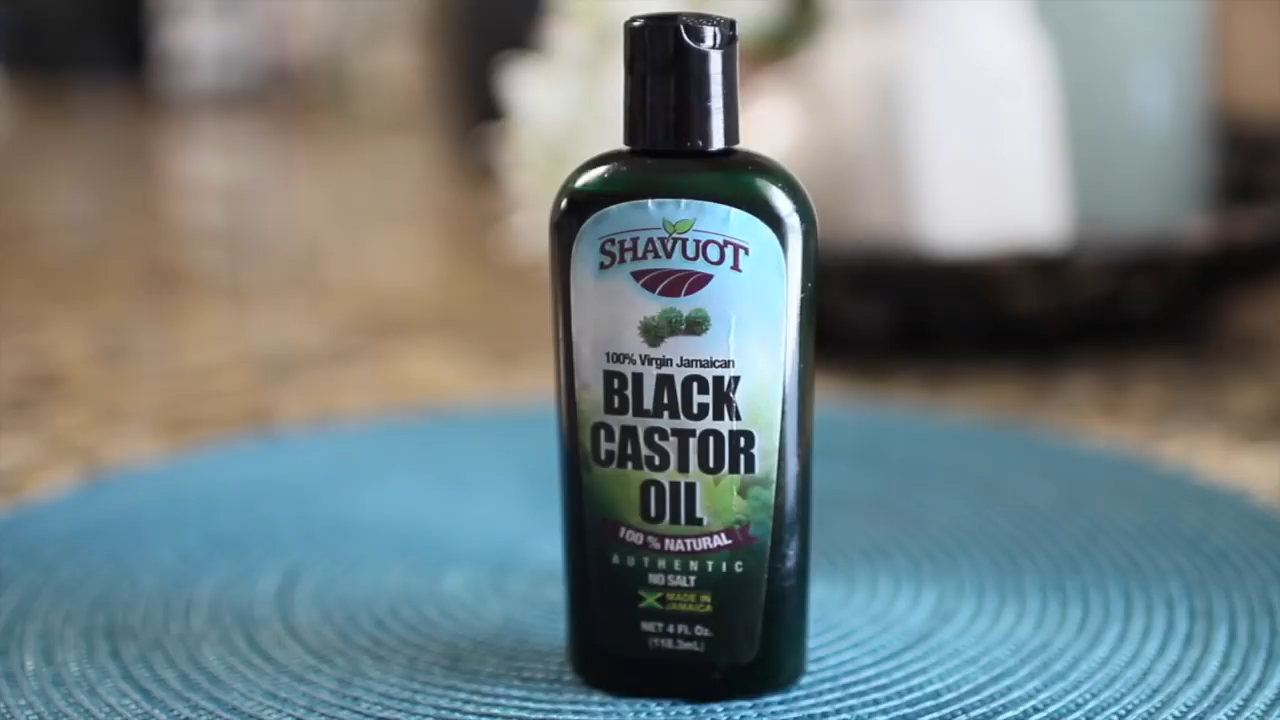 SHAVUOT
100% Virgin Jamaican
BLACK
CASTOR
OIL
100% NATURAL
AUTHENTIC
NO SALT
MADE IN
JAMAICA
NET 4 FL. Oz.
(118.3mL)